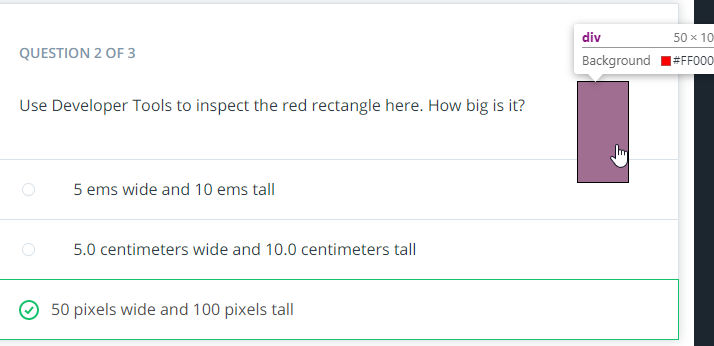 div 50 × 10
QUESTION 2 OF 3
Background #FF000
Use Developer Tools to inspect the red rectangle here. How big is it?
5 ems wide and 10 ems tall
5.0 centimeters wide and 10.0 centimeters tall
50 pixels wide and 100 pixels tall